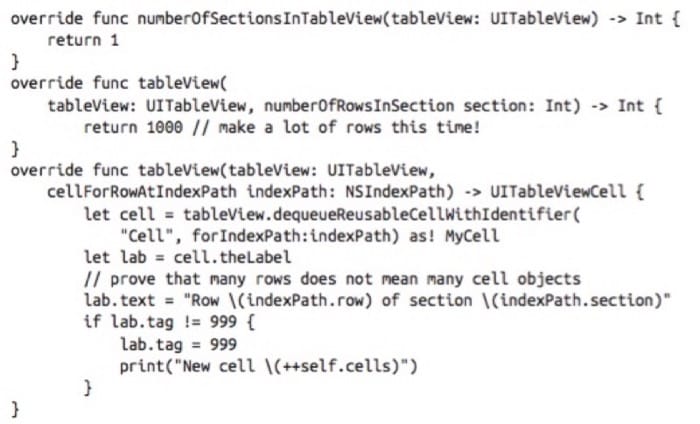 override func numberOfSectionsInTableView(tableView: UITableView) -> Int {
    return 1
}
override func tableView(
    tableView: UITableView, numberOfRowsInSection section: Int) -> Int {
        return 1000 // make a lot of rows this time!
}
override func tableView(tableView: UITableView,
    cellForRowAtIndexPath indexPath: NSIndexPath) -> UITableViewCell {
        let cell = tableView.dequeueReusableCellWithIdentifier(
            "Cell", forIndexPath:indexPath) as! MyCell
        let lab = cell.theLabel
        // prove that many rows does not mean many cell objects
        lab.text = "Row \(indexPath.row) of section \(indexPath.section)"
        if lab.tag != 999 {
            lab.tag = 999
            print("New cell \(++self.cells)")
        }
}